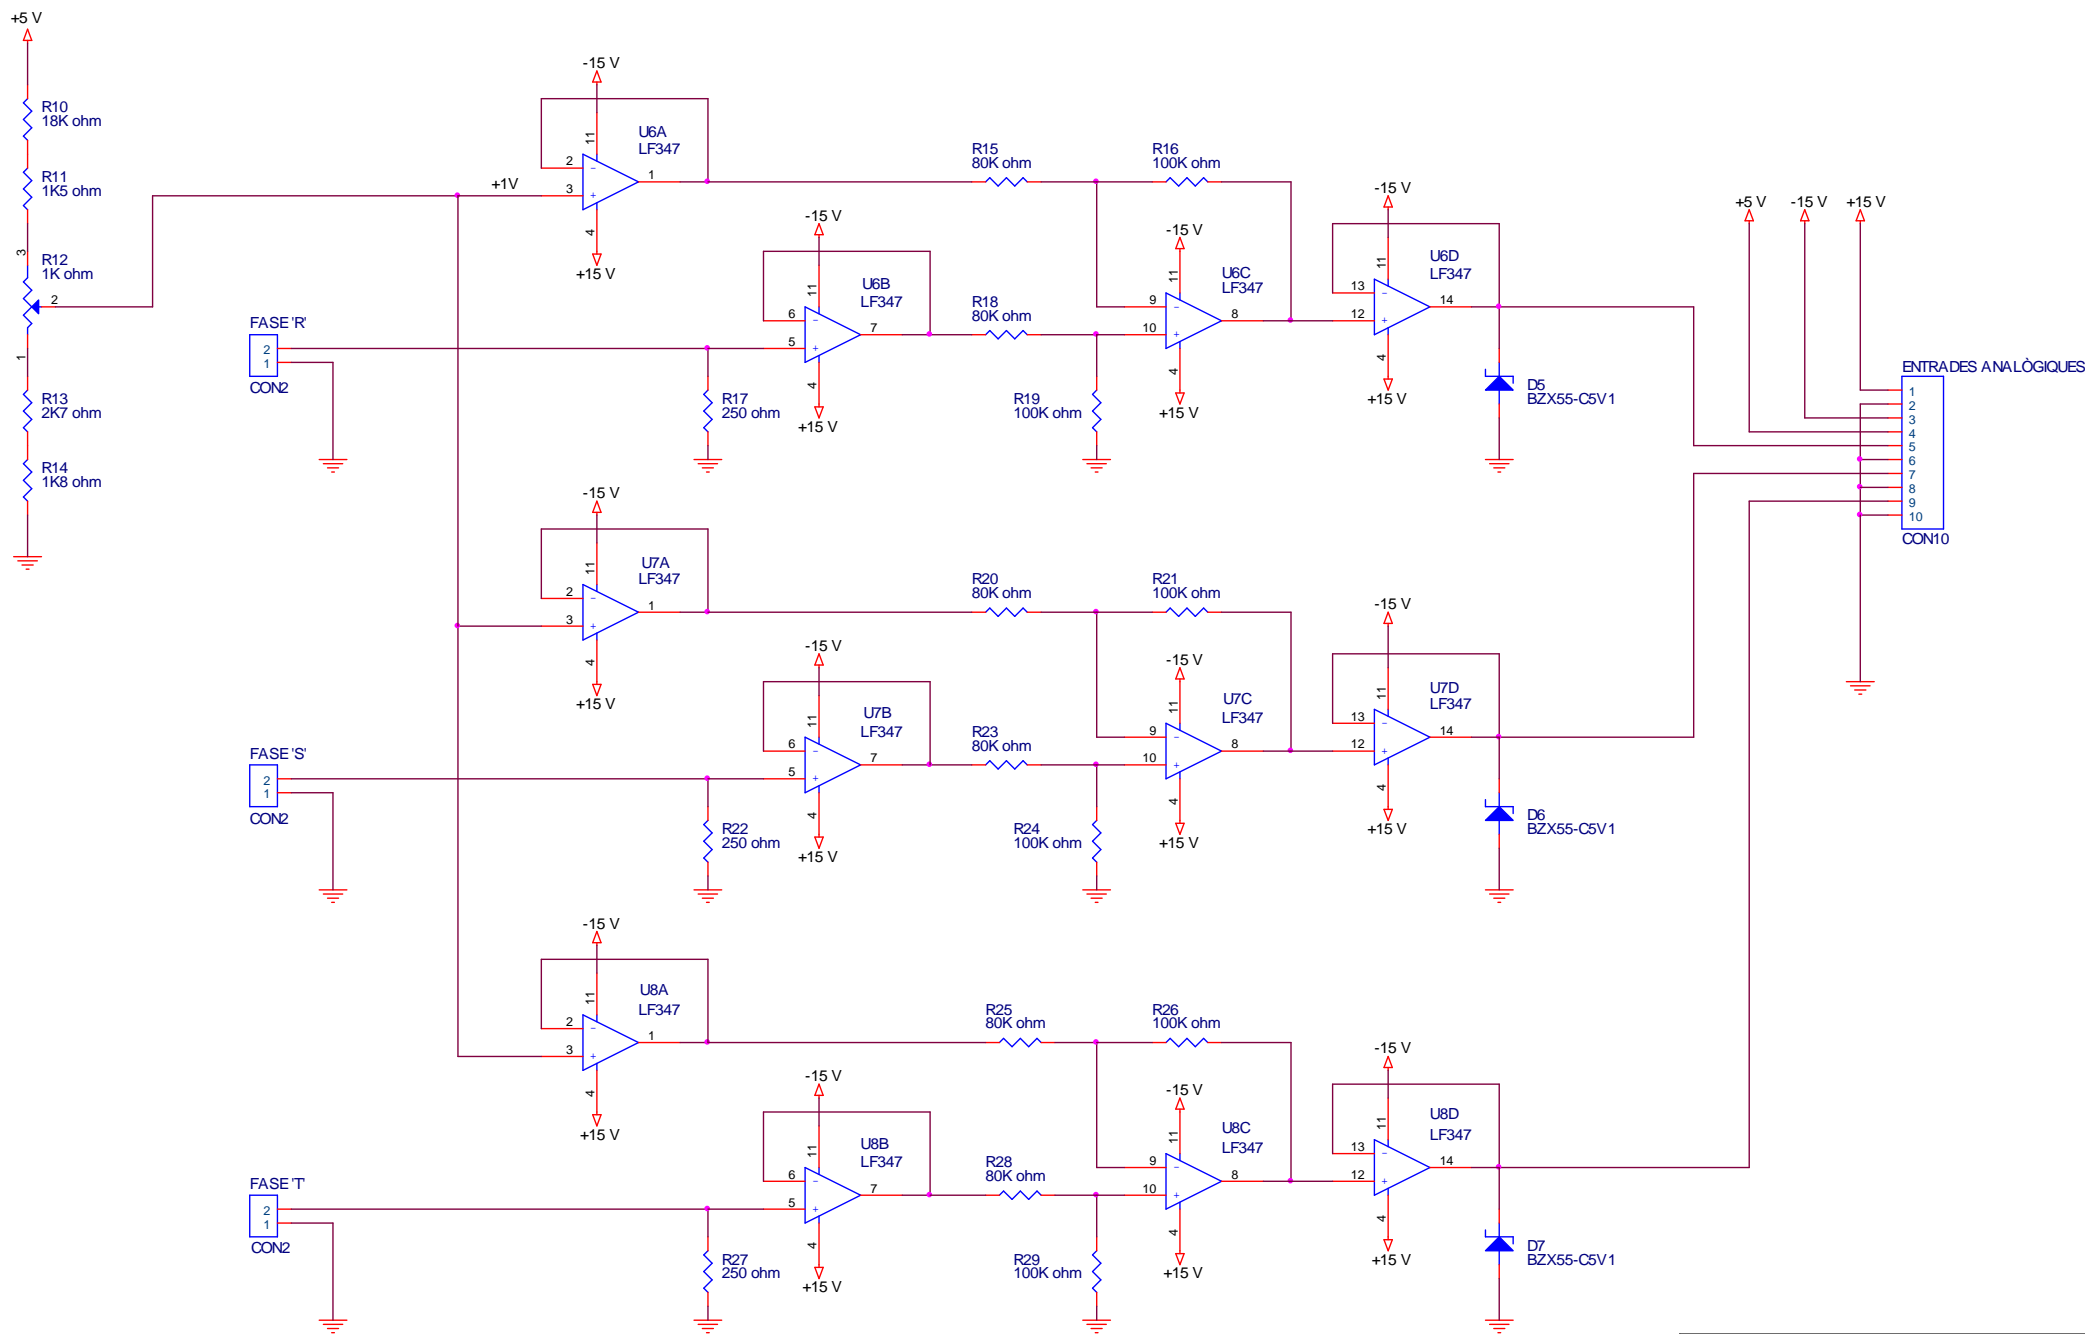 +5 V
R10
18K ohm
R11
1K5 ohm
3
R12
1K ohm
2
1
R13
2K7 ohm
R14
1K8 ohm
+1V
-15 V
11
U6A
LF347
2
3
1
4
+15 V
R15
80K ohm
R16
100K ohm
FASE 'R'
2
1
CON2
-15 V
11
U6B
LF347
6
5
7
4
+15 V
R17
250 ohm
R18
80K ohm
R19
100K ohm
-15 V
11
U6C
LF347
9
10
8
4
+15 V
-15 V
11
U6D
LF347
13
12
14
4
+15 V
D5
BZX55-C5V1
+5 V
-15 V
+15 V
ENTRADES ANALÒGIQUES
1
2
3
4
5
6
7
8
9
10
CON10
-15 V
11
U7A
LF347
2
3
1
4
+15 V
R20
80K ohm
R21
100K ohm
FASE 'S'
2
1
CON2
-15 V
11
U7B
LF347
6
5
7
4
+15 V
R22
250 ohm
R23
80K ohm
R24
100K ohm
-15 V
11
U7C
LF347
9
10
8
4
+15 V
-15 V
11
U7D
LF347
13
12
14
4
+15 V
D6
BZX55-C5V1
-15 V
11
U8A
LF347
2
3
1
4
+15 V
R25
80K ohm
R26
100K ohm
FASE 'T'
2
1
CON2
-15 V
11
U8B
LF347
6
5
7
4
+15 V
R27
250 ohm
R28
80K ohm
R29
100K ohm
-15 V
11
U8C
LF347
9
10
8
4
+15 V
-15 V
11
U8D
LF347
13
12
14
4
+15 V
D7
BZX55-C5V1